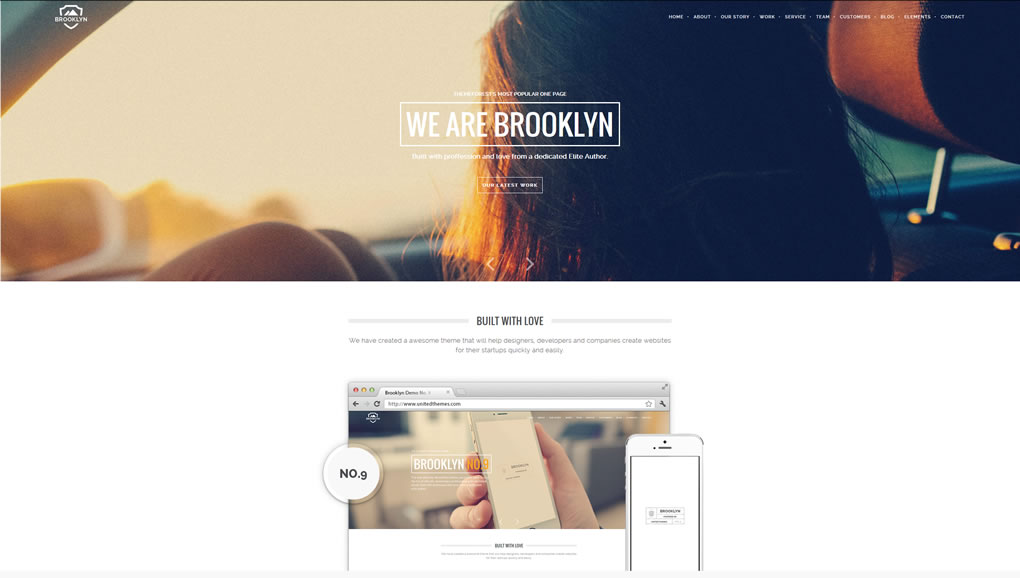 BROOKLYN
HOME • ABOUT • OUR STORY • WORK • SERVICE • TEAM • CUSTOMERS • BLOG • ELEMENTS • CONTACT
THEMEFOREST'S MOST POPULAR ONE PAGE
WE ARE BROOKLYN
Built with proffession and love from a dedicated Elite Author.
OUR LATEST WORK
BUILT WITH LOVE
We have created a awesome theme that will help designers, developers and companies create websites
for their startups quickly and easily.
Brooklyn Demo No. 9
http://www.unitedthemes.com
BROOKLYN NO.9
NO.9
BROOKLYN
BUILT WITH LOVE